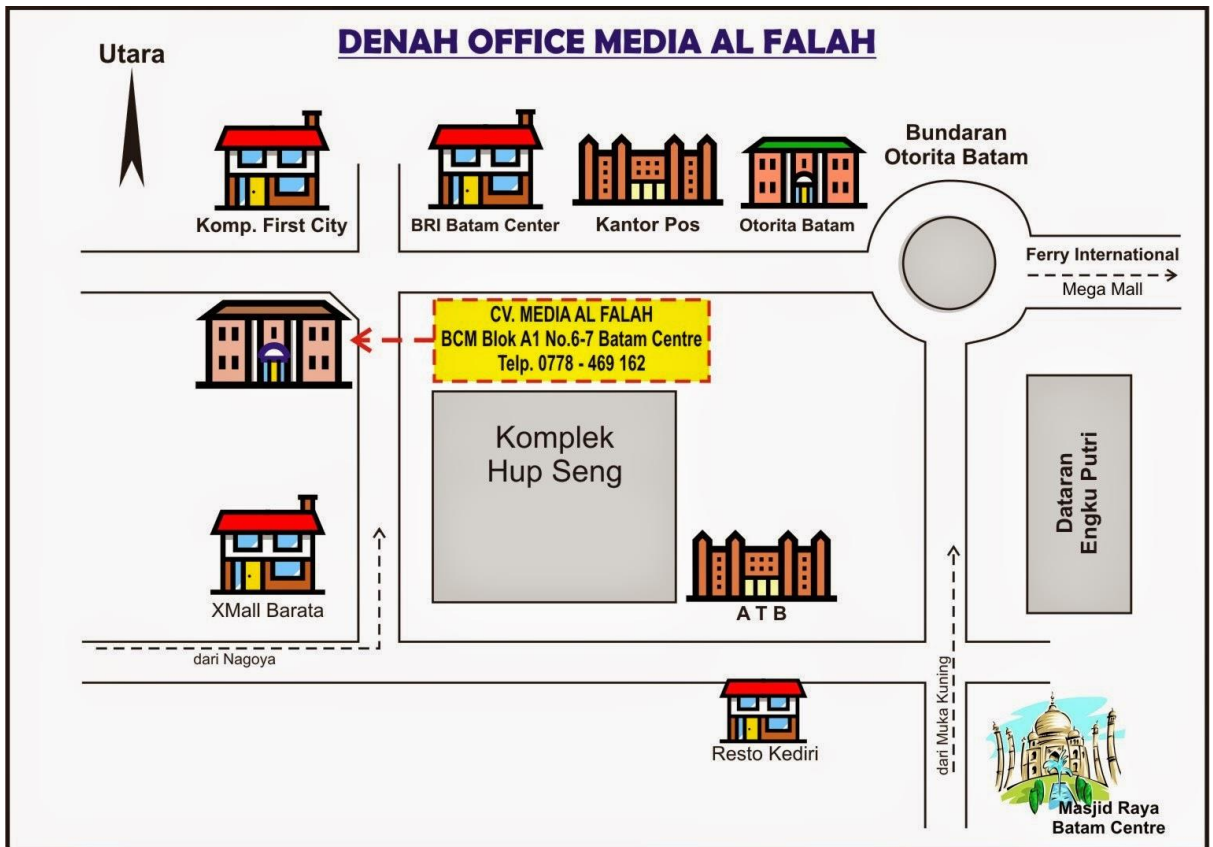 DENAH OFFICE MEDIA AL FALAH
Utara
Bundaran
Otorita Batam
Komp. First City
BRI Batam Center
Kantor Pos
Otorita Batam
Ferry International
Mega Mall
CV. MEDIA AL FALAH
BCM Blok A1 No.6-7 Batam Centre
Telp. 0778 - 469 162
Komplek
Hup Seng
Dataran
Engku Putri
XMall Barata
A T B
dari Nagoya
dari Muka Kuning
Resto Kediri
Masjid Raya
Batam Centre